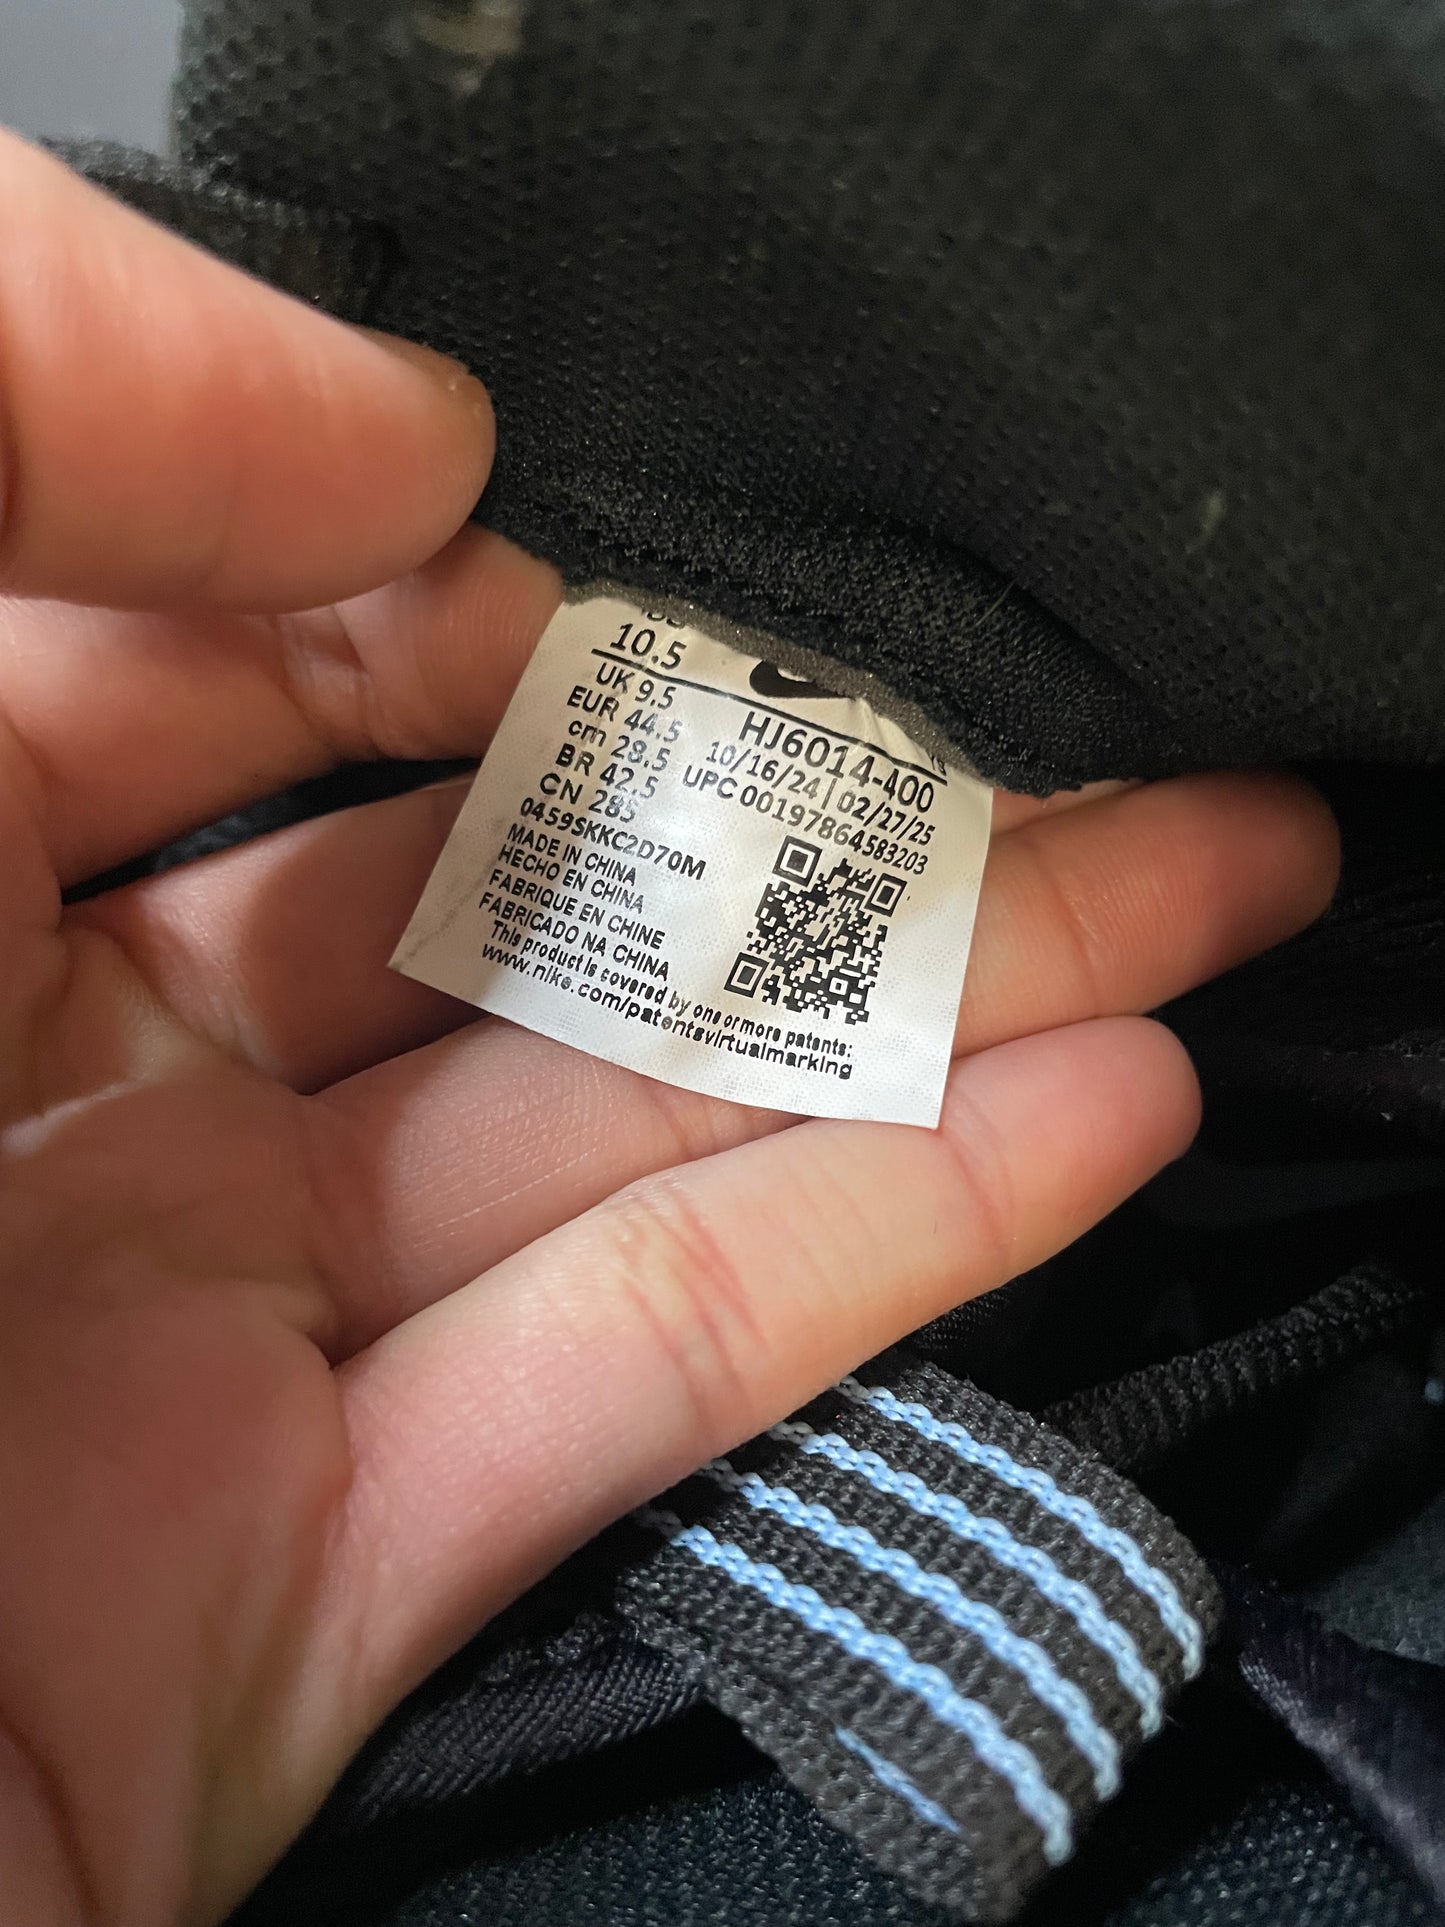 10.5
UK 9.5
EUR 44.5
cm 28.5
BR 42.5
CN 285
0459SKKC2D70M
MADE IN CHINA
HECHO EN CHINA
FABRIQUE EN CHINE
FABRICADO NA CHINA
This product is covered by one or more patents:
www.nike.com/patentsvirtualmarking
HJ6014-400
10/16/24 | 02/27/25
UPC 00197864583203